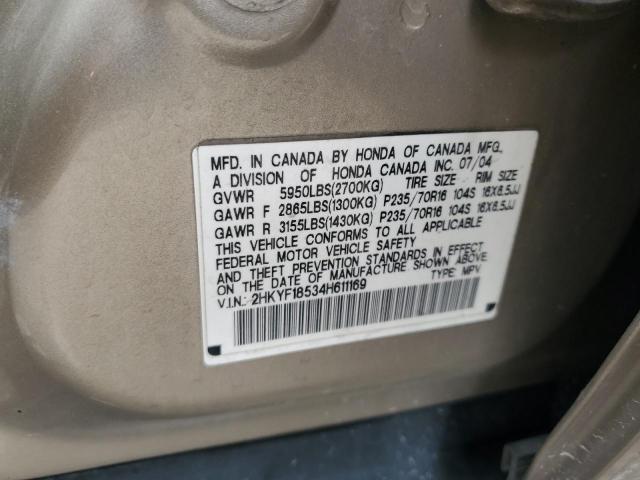 MFD. IN CANADA BY HONDA OF CANADA MFG.,
A DIVISION OF HONDA CANADA INC. 07/04
GVWR 5950LBS(2700KG) TIRE SIZE RIM SIZE
GAWR F 2865LBS(1300KG) P235/70R16 104S 16X6.5JJ
GAWR R 3155LBS(1430KG) P235/70R16 104S 16X6.5JJ
THIS VEHICLE CONFORMS TO ALL APPLICABLE
FEDERAL MOTOR VEHICLE SAFETY
AND THEFT PREVENTION STANDARDS IN EFFECT
ON THE DATE OF MANUFACTURE SHOWN ABOVE.
V.I.N.: 2HKYF18534H611169 TYPE: MPV